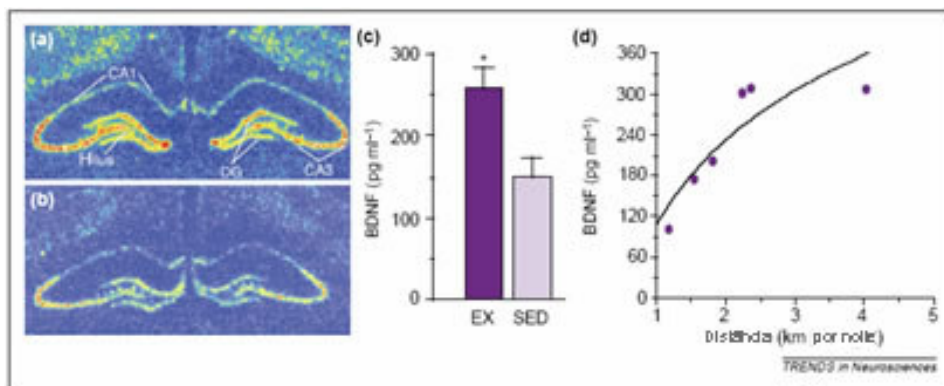 (a)
CA1
Hilus
DG
CA3
(b)
(c)
300
200
100
0
BDNF (pg ml⁻¹)
*
EX SED
(d)
360
300
240
180
120
60
0
BDNF (pg ml⁻¹)
1 2 3 4 5
(km por
TRENDS in Neurosciences